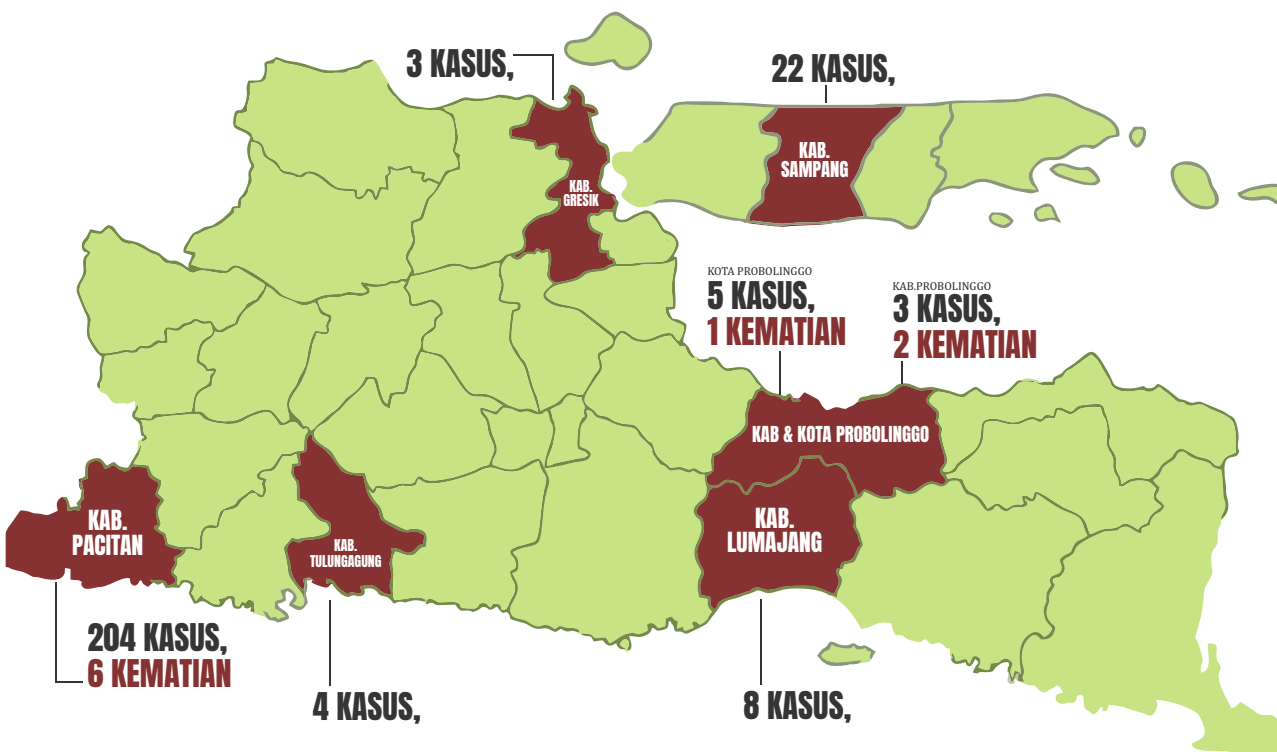 3 KASUS,
22 KASUS,
KAB.
SAMPANG
KAB.
GRESIK
KOTA PROBOLINGGO
5 KASUS,
1 KEMATIAN
KAB.PROBOLINGGO
3 KASUS,
2 KEMATIAN
KAB & KOTA PROBOLINGGO
KAB.
PACITAN
KAB.
TULUNGAGUNG
KAB.
LUMAJANG
204 KASUS,
6 KEMATIAN
4 KASUS,
8 KASUS,